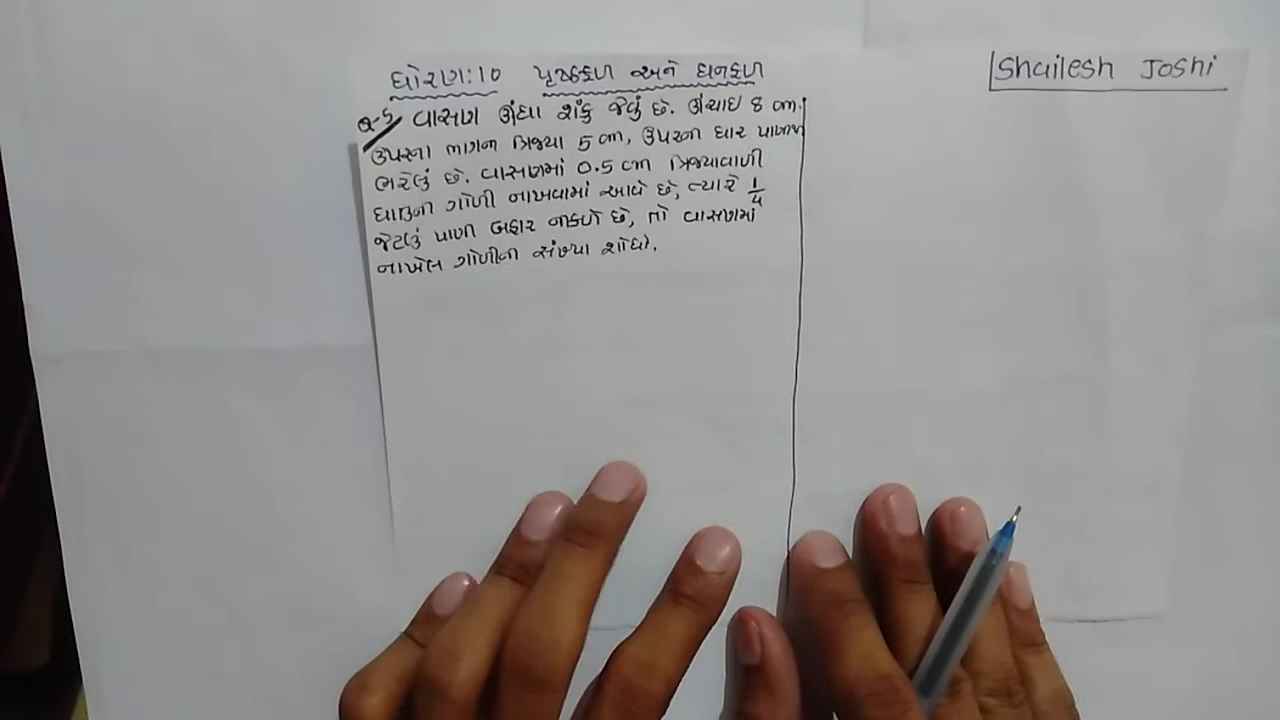 ધોરણ:10 પૃષ્ઠફળ અને ઘનફળ
Shailesh Joshi
Q-5 વાસણ ઊંધા શંકુ જેવું છે. ઊંચાઈ 8 cm.
ઉપરના ભાગના ત્રિજ્યા 5 cm, ઉપરની ધાર પાણી
ભરેલું છે. વાસણમાં 0.5 cm ત્રિજ્યાવાળી
ધાતુની ગોળી નાખવામાં આવે છે, ત્યારે 1/4
જેટલું પાણી બહાર નીકળે છે, તો વાસણમાં
નાખેલ ગોળીની સંખ્યા શોધો.